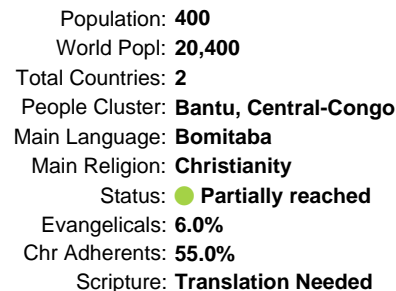 Population: 400
World Popl: 20,400
Total Countries: 2
People Cluster: Bantu, Central-Congo
Main Language: Bomitaba
Main Religion: Christianity
Status: Partially reached
Evangelicals: 6.0%
Chr Adherents: 55.0%
Scripture: Translation Needed